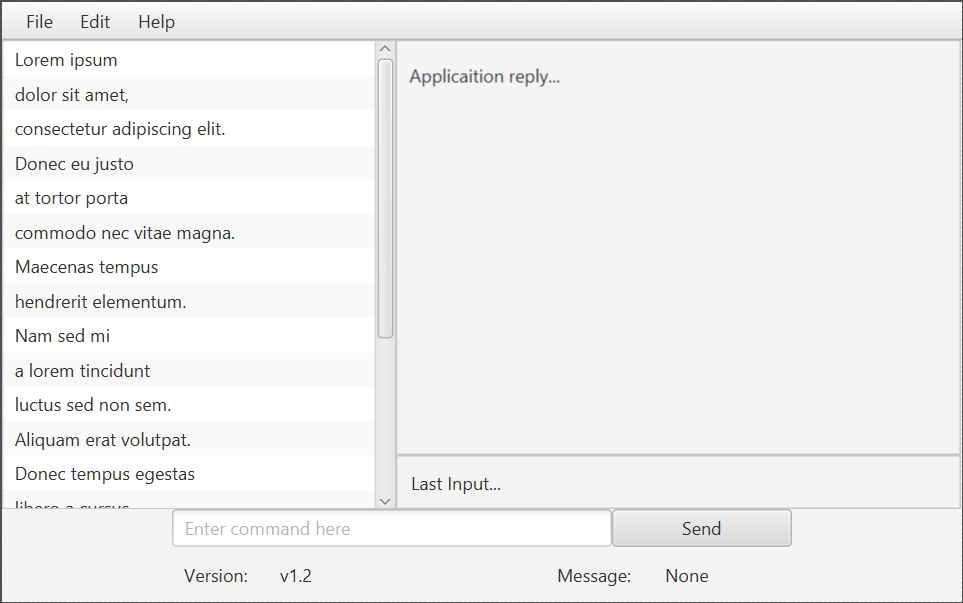 File Edit Help
Lorem ipsum
dolor sit amet,
consectetur adipiscing elit.
Donec eu justo
at tortor porta
commodo nec vitae magna.
Maecenas tempus
hendrerit elementum.
Nam sed mi
a lorem tincidunt
luctus sed non sem.
Aliquam erat volutpat.
Donec tempus egestas
libero a cursus
Applicaition reply...
Last Input...
Enter command here
Send
Version: v1.2
Message: None